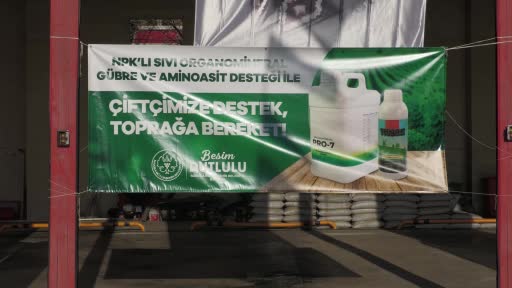 NPK'LI SIVI ORGANOMİNERAL
GÜBRE VE AMİNOASİT DESTEĞİ İLE
ÇİFTÇİMİZE DESTEK,
TOPRAĞA BEREKET!
Besim
DUTLULU
PRO-7